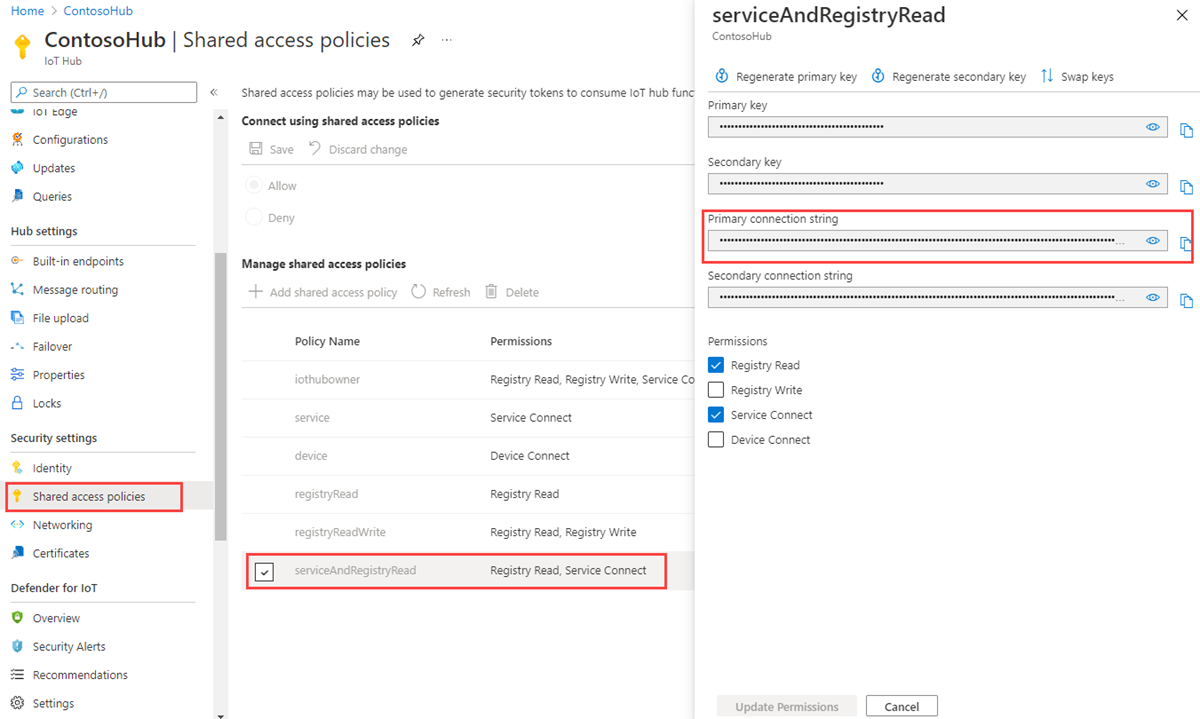 Home > ContosoHub
ContosoHub | Shared access policies
IoT Hub
Search (Ctrl+/)
IoT Edge
Configurations
Updates
Queries
Hub settings
Built-in endpoints
Message routing
File upload
Failover
Properties
Locks
Security settings
Identity
Shared access policies
Networking
Certificates
Defender for IoT
Overview
Security Alerts
Recommendations
Settings
Shared access policies may be used to generate security tokens to consume IoT hub func
Connect using shared access policies
Save Discard change
Allow
Deny
Manage shared access policies
Add shared access policy Refresh Delete
Policy Name Permissions
iothubowner Registry Read, Registry Write, Service Co
service Service Connect
device Device Connect
registryRead Registry Read
registryReadWrite Registry Read, Registry Write
serviceAndRegistryRead Registry Read, Service Connect
serviceAndRegistryRead
ContosoHub
Regenerate primary key Regenerate secondary key Swap keys
Primary key
Secondary key
Primary connection string
Secondary connection string
Permissions
Registry Read
Registry Write
Service Connect
Device Connect
Update Permissions Cancel